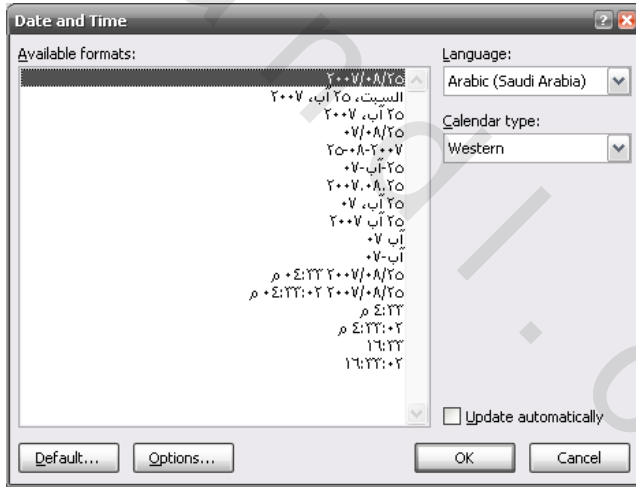 Date and Time
Available formats:
٢٠٠٧/٠٨/٢٥
السبت، ٢٥ آب، ٢٠٠٧
٢٥ آب، ٢٠٠٧
٠٧/٠٨/٢٥
٢٠٠٧-٠٨-٢٥
٢٥-آب-٠٧
٢٠٠٧.٠٨.٢٥
٢٥ آب، ٠٧
٢٥ آب ٢٠٠٧
آب ٠٧
آب-٠٧
٢٠٠٧/٠٨/٢٥ ٠٤:٣٣ م
٢٠٠٧/٠٨/٢٥ ٠٤:٣٣:٠٢ م
٤:٣٣ م
٤:٣٣:٠٢ م
١٦:٣٣
١٦:٣٣:٠٢
Language:
Arabic (Saudi Arabia)
Calendar type:
Western
Update automatically
Default...
Options...
OK
Cancel